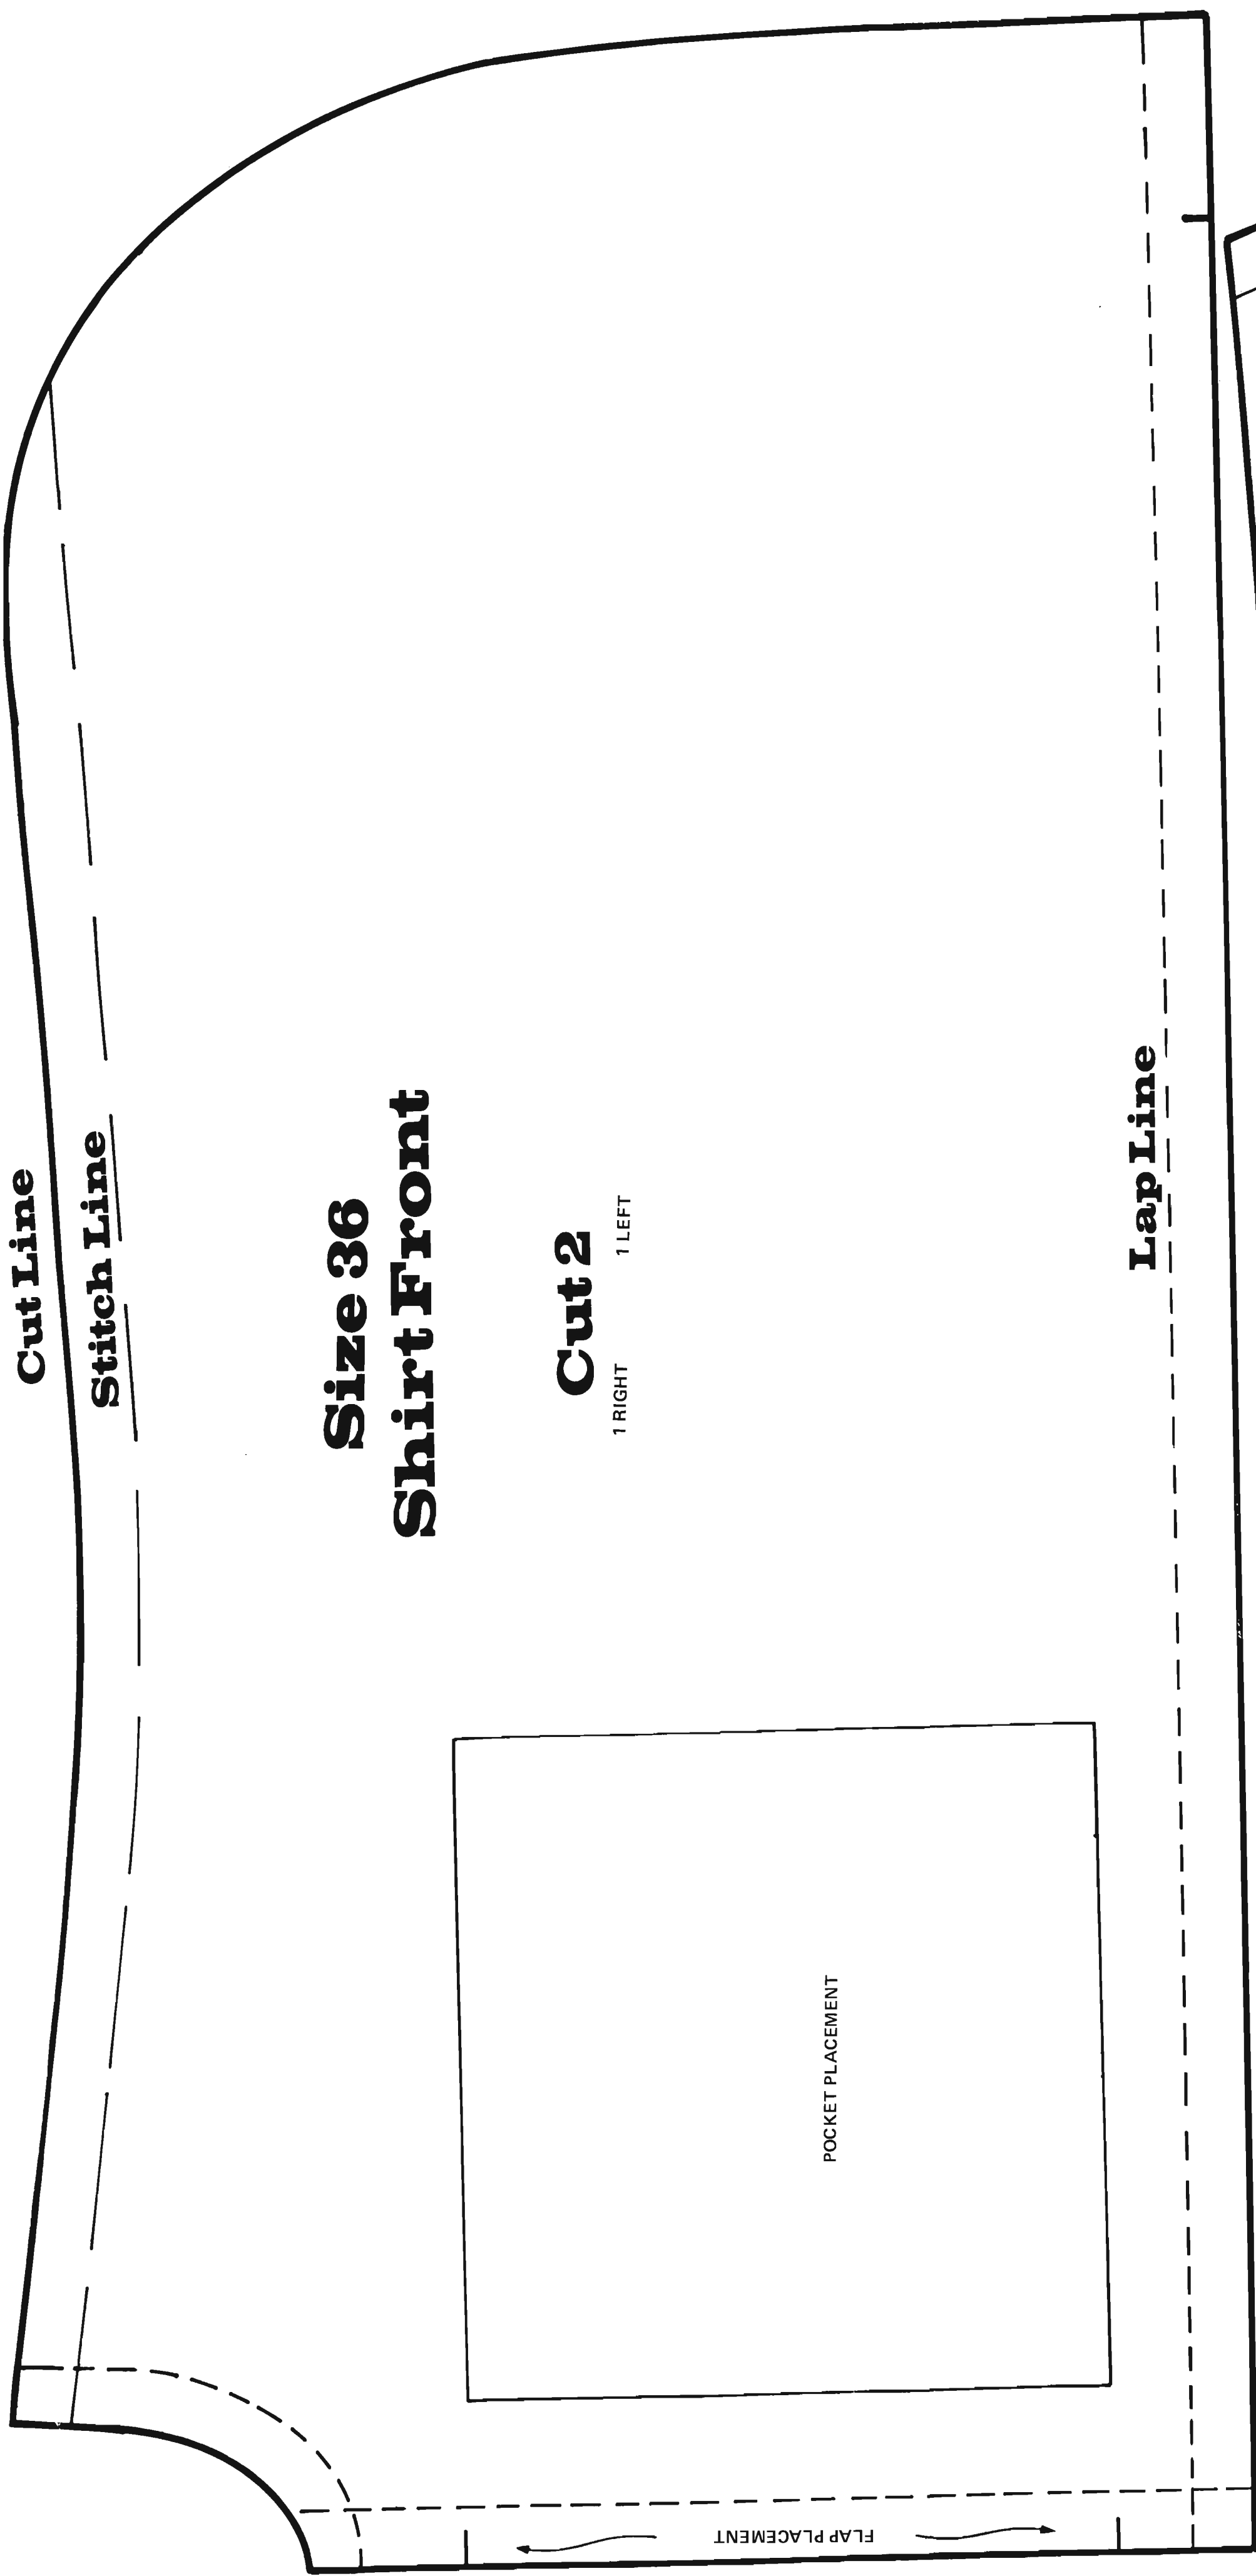 Cut Line
Stitch Line
Size 36
Shirt Front
Cut 2
1 RIGHT 1 LEFT
Lap Line
POCKET PLACEMENT
FLAP PLACEMENT